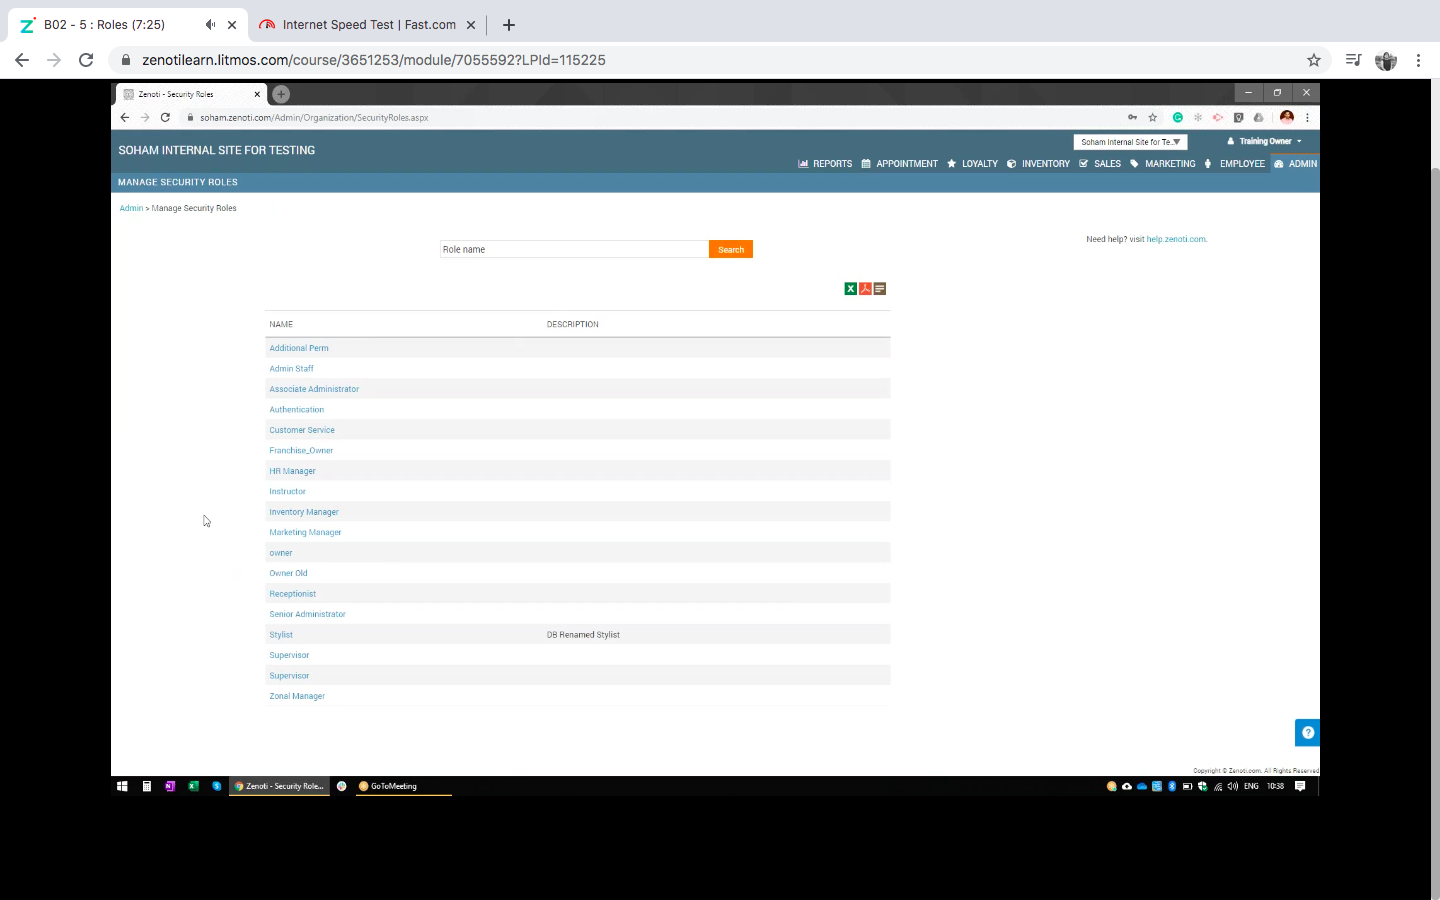 B02 - 5 : Roles (7:25)
Internet Speed Test | Fast.com
zenotilearn.litmos.com/course/3651253/module/7055592?LPId=115225
Zenoti - Security Roles
soham.zenoti.com/Admin/Organization/SecurityRoles.aspx
SOHAM INTERNAL SITE FOR TESTING
Soham Internal Site for Te..
Training Owner
REPORTS APPOINTMENT LOYALTY INVENTORY SALES MARKETING EMPLOYEE ADMIN
MANAGE SECURITY ROLES
Admin > Manage Security Roles
Need help? visit help.zenoti.com.
Role name
Search
NAME DESCRIPTION
Additional Perm
Admin Staff
Associate Administrator
Authentication
Customer Service
Franchise_Owner
HR Manager
Instructor
Inventory Manager
Marketing Manager
owner
Owner Old
Receptionist
Senior Administrator
Stylist DB Renamed Stylist
Supervisor
Supervisor
Zonal Manager
Copyright © Zenoti.com. All Rights Reserved
Zenoti - Security Role...
GoToMeeting
ENG
10:38